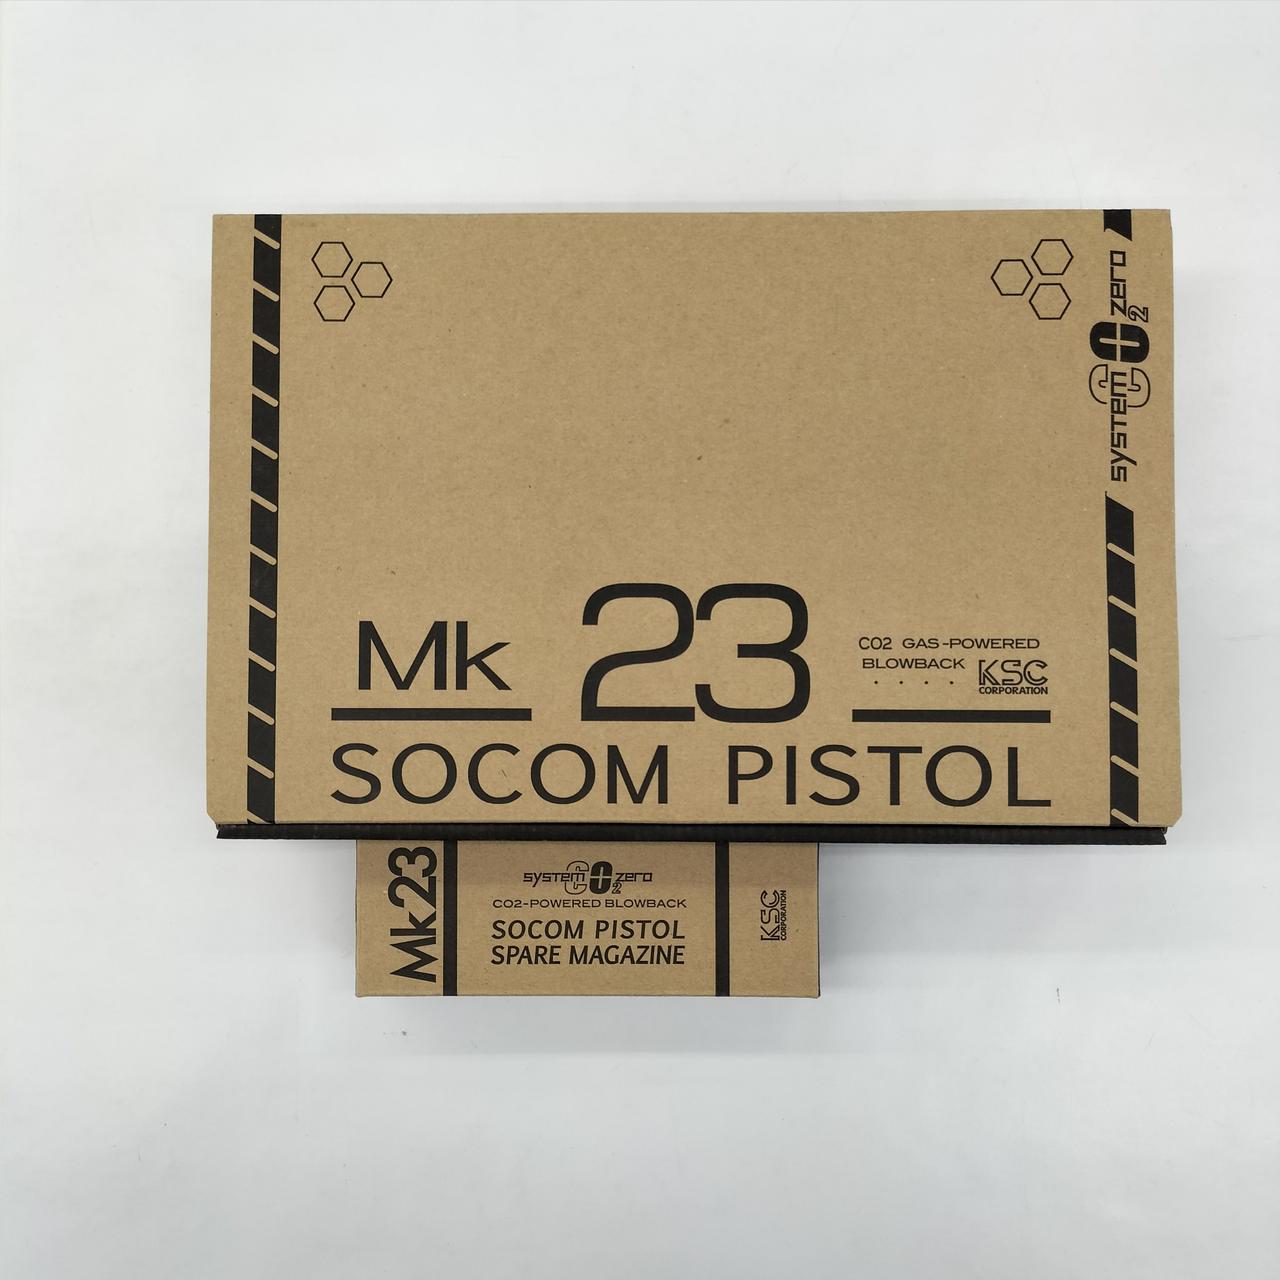 system CO2 zero
Mk 23
CO2 GAS-POWERED
BLOWBACK
KSC
CORPORATION
SOCOM PISTOL
Mk23
system CO2 zero
CO2-POWERED BLOWBACK
SOCOM PISTOL
SPARE MAGAZINE
KSC
CORPORATION